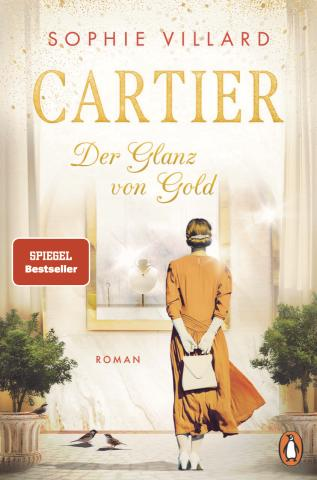 SOPHIE VILLARD
CARTIER
Der Glanz
von Gold
SPIEGEL
Bestseller
ROMAN